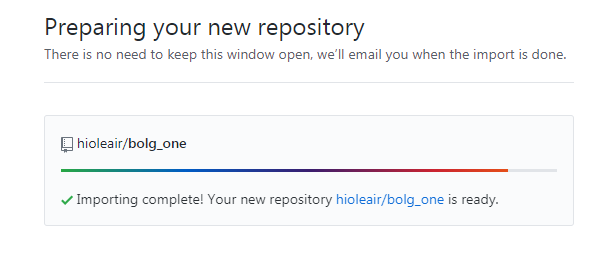 Preparing your new repository
There is no need to keep this window open, we'll email you when the import is done.
hioleair/bolg_one
Importing complete! Your new repository hioleair/bolg_one is ready.